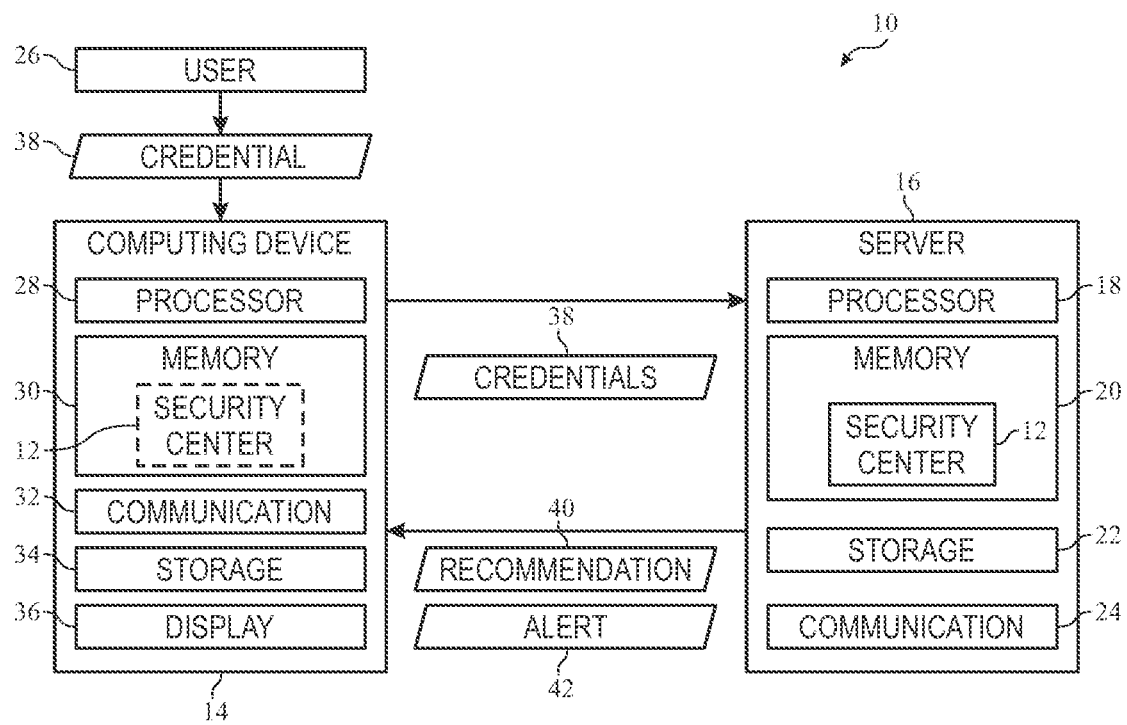 10
26
USER
38
CREDENTIAL
16
COMPUTING DEVICE
SERVER
28
PROCESSOR
PROCESSOR
18
38
MEMORY
MEMORY
CREDENTIALS
30
20
SECURITY
CENTER
12
SECURITY
CENTER
12
32
COMMUNICATION
40
34
STORAGE
RECOMMENDATION
STORAGE
22
36
DISPLAY
ALERT
COMMUNICATION
24
14
42